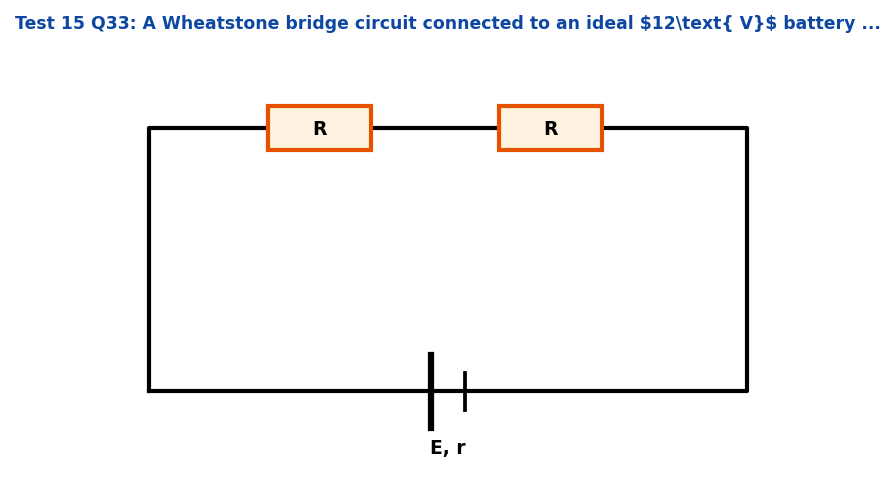 Test 15 Q33: A Wheatstone bridge circuit connected to an ideal $12\text{ V}$ battery ...
R R
E, r